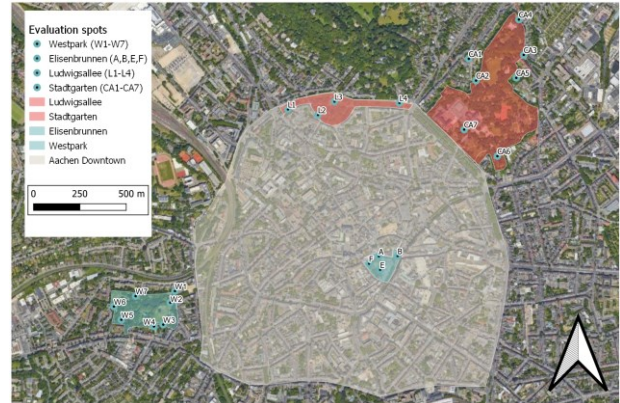 Evaluation spots
Westpark (W1-W7)
Elisenbrunnen (A,B,E,F)
Ludwigsallee (L1-L4)
Stadtgarten (CA1-CA7)
Ludwigsallee
Stadtgarten
Elisenbrunnen
Westpark
Aachen Downtown
0 250 500 m
CA4
CA1
CA3
CA2
CA5
L3
L4
L1
L2
CA7
CA6
A
B
F
E
W7
W1
W6
W2
W5
W4
W3